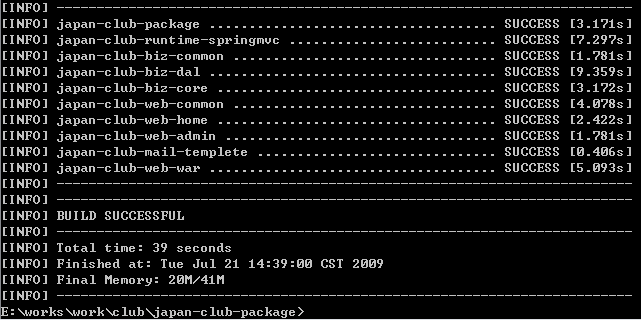 [INFO] ------------------------------------------------------------------------
[INFO] japan-club-package .................................... SUCCESS [3.171s]
[INFO] japan-club-runtime-springmvc .......................... SUCCESS [7.297s]
[INFO] japan-club-biz-common ................................. SUCCESS [1.781s]
[INFO] japan-club-biz-dal .................................... SUCCESS [9.359s]
[INFO] japan-club-biz-core ................................... SUCCESS [3.172s]
[INFO] japan-club-web-common ................................. SUCCESS [4.078s]
[INFO] japan-club-web-home ................................... SUCCESS [2.422s]
[INFO] japan-club-web-admin .................................. SUCCESS [1.781s]
[INFO] japan-club-mail-templete .............................. SUCCESS [0.406s]
[INFO] japan-club-web-war .................................... SUCCESS [5.093s]
[INFO] ------------------------------------------------------------------------
[INFO] ------------------------------------------------------------------------
[INFO] BUILD SUCCESSFUL
[INFO] ------------------------------------------------------------------------
[INFO] Total time: 39 seconds
[INFO] Finished at: Tue Jul 21 14:39:00 CST 2009
[INFO] Final Memory: 20M/41M
[INFO] ------------------------------------------------------------------------
E:\works\work\club\japan-club-package>